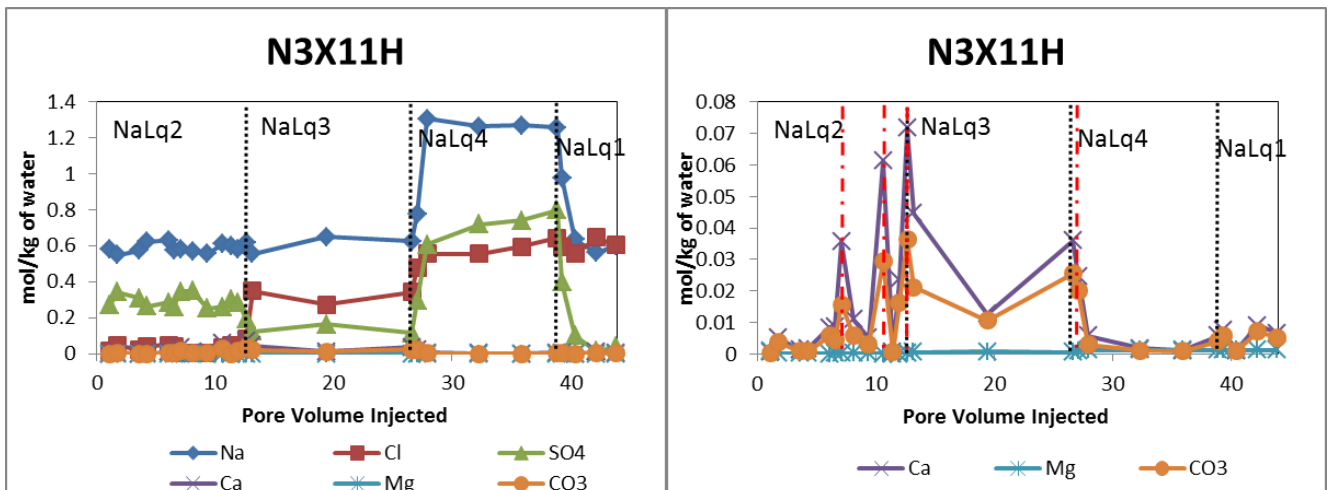 N3X11H
1.4
1.2
1
0.8
0.6
0.4
0.2
0
NaLq2
NaLq3
NaLq4
NaLq1
mol/kg of water
0
10
20
30
40
Pore Volume Injected
Na
Cl
SO4
Ca
Mg
CO3
N3X11H
0.08
0.07
0.06
0.05
0.04
0.03
0.02
0.01
0
NaLq2
NaLq3
NaLq4
NaLq1
mol/kg of water
0
10
20
30
40
Pore Volume Injected
Ca
Mg
CO3